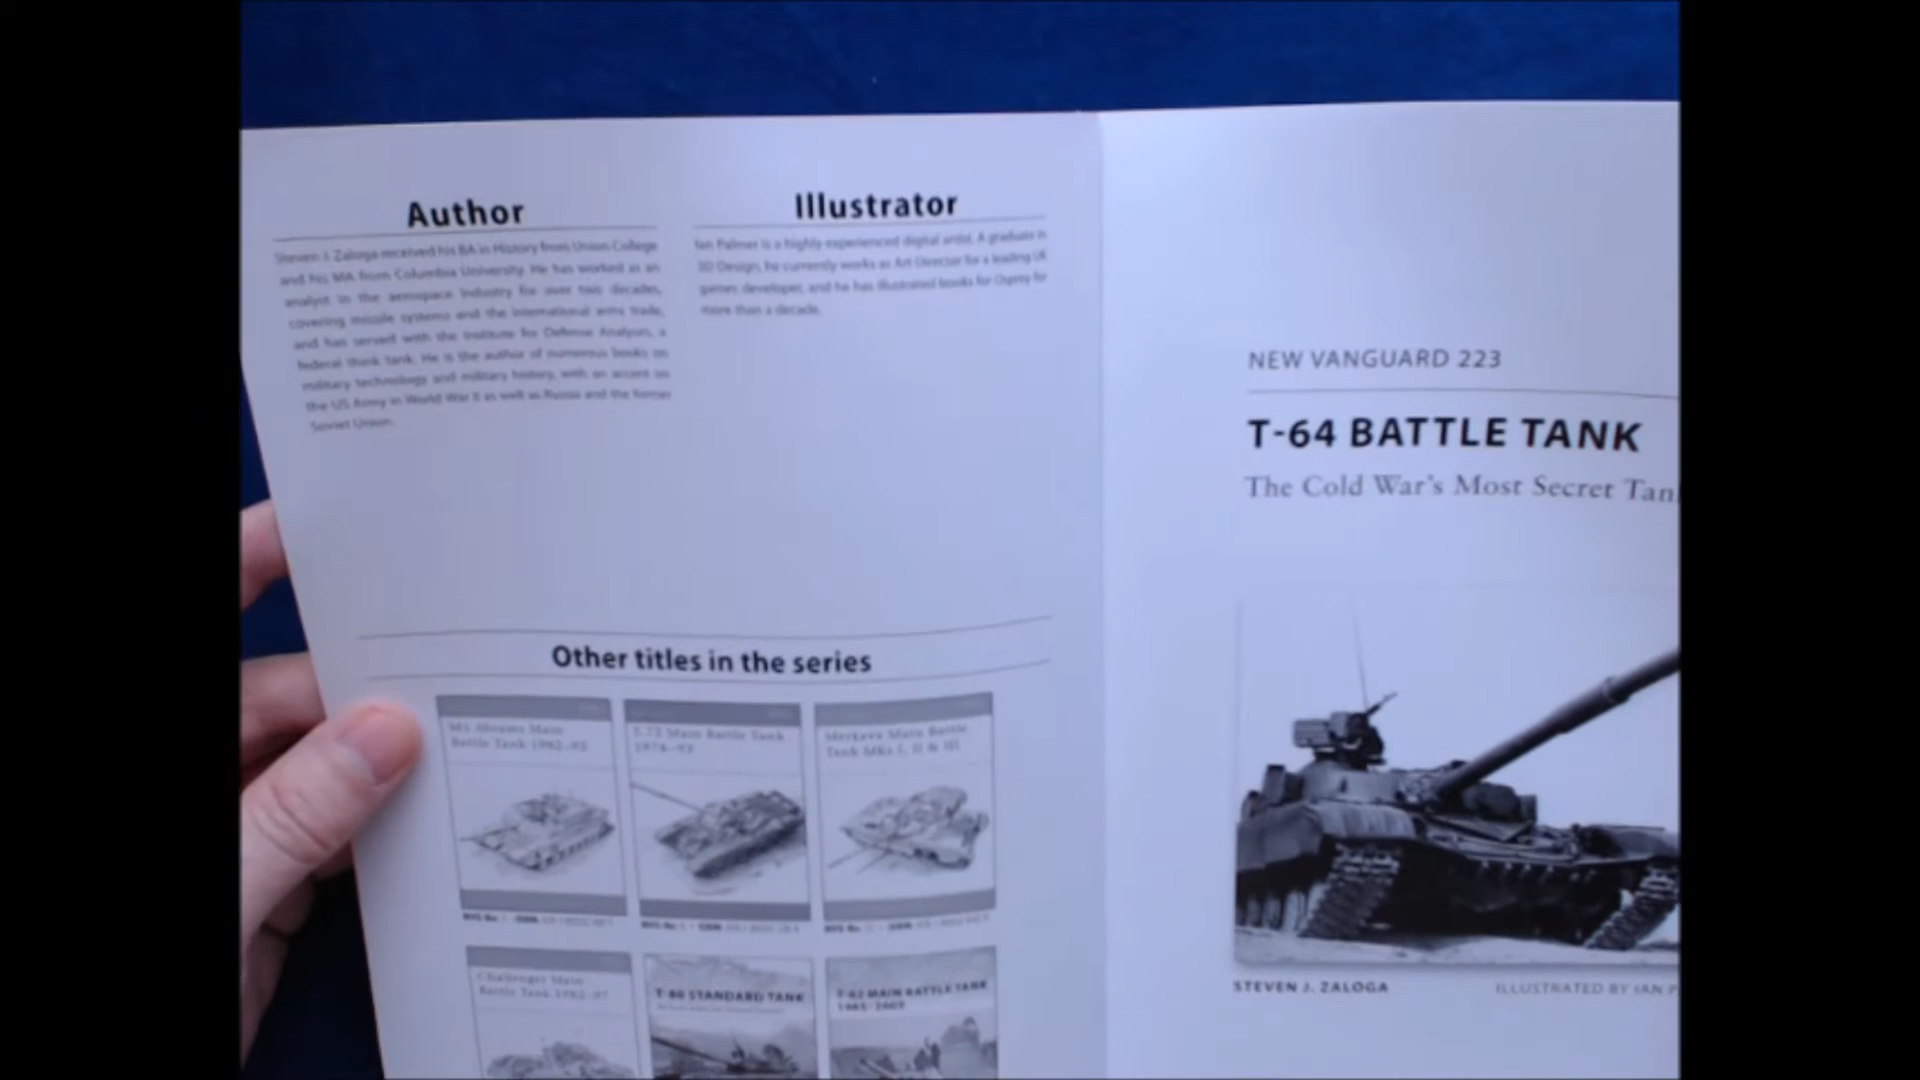 Author
Steven J. Zaloga received his BA in History from Union College
and his MA from Columbia University. He has worked as an
analyst in the aerospace industry for over two decades,
covering missile systems and the international arms trade,
and has served with the Institute for Defense Analyses, a
federal think tank. He is the author of numerous books on
military technology and military history, with an accent on
the US Army in World War II as well as Russia and the former
Soviet Union.
Illustrator
Ian Palmer is a highly experienced digital artist. A graduate in
3D Design, he currently works as Art Director for a leading UK
games developer, and he has illustrated books for Osprey for
more than a decade.
Other titles in the series
M1 Abrams Main
Battle Tank 1982–92
T-72 Main Battle Tank
1974–93
Merkava Main Battle
Tank MKs I, II & III
NVG No
ISBN
NVG No
ISBN
NVG No
ISBN
Challenger Main
Battle Tank 1982–97
T-80 STANDARD TANK
T-62 MAIN BATTLE TANK
1965–2005
NEW VANGUARD 223
T-64 BATTLE TANK
The Cold War's Most Secret Tan
STEVEN J. ZALOGA
ILLUSTRATED BY IAN P